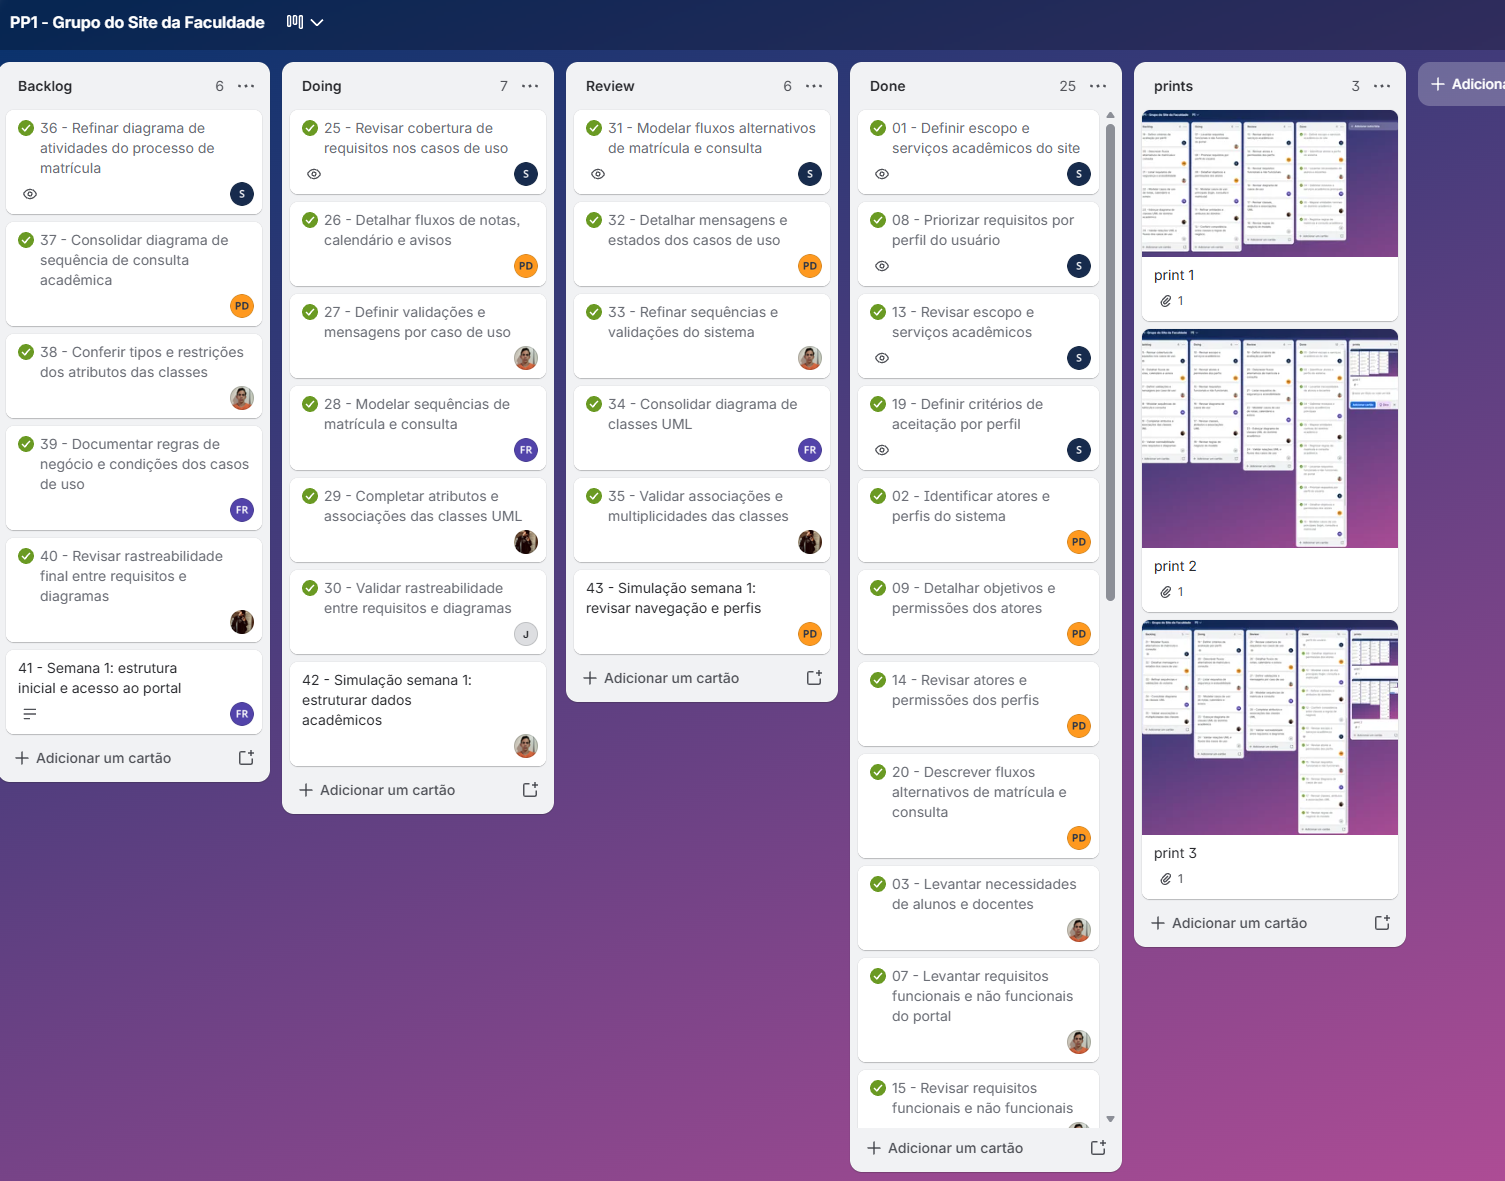 PP1 - Grupo do Site da Faculdade
Backlog
6
36 - Refinar diagrama de
atividades do processo de
matrícula
S
37 - Consolidar diagrama de
sequência de consulta
acadêmica
PD
38 - Conferir tipos e restrições
dos atributos das classes
39 - Documentar regras de
negócio e condições dos casos
de uso
FR
40 - Revisar rastreabilidade
final entre requisitos e
diagramas
41 - Semana 1: estrutura
inicial e acesso ao portal
FR
Adicionar um cartão
Doing
7
25 - Revisar cobertura de
requisitos nos casos de uso
S
26 - Detalhar fluxos de notas,
calendário e avisos
PD
27 - Definir validações e
mensagens por caso de uso
28 - Modelar sequências de
matrícula e consulta
FR
29 - Completar atributos e
associações das classes UML
30 - Validar rastreabilidade
entre requisitos e diagramas
J
42 - Simulação semana 1:
estruturar dados
acadêmicos
Adicionar um cartão
Review
6
31 - Modelar fluxos alternativos
de matrícula e consulta
S
32 - Detalhar mensagens e
estados dos casos de uso
PD
33 - Refinar sequências e
validações do sistema
34 - Consolidar diagrama de
classes UML
FR
35 - Validar associações e
multiplicidades das classes
43 - Simulação semana 1:
revisar navegação e perfis
PD
Adicionar um cartão
Done
25
01 - Definir escopo e
serviços acadêmicos do site
S
08 - Priorizar requisitos por
perfil do usuário
S
13 - Revisar escopo e
serviços acadêmicos
S
19 - Definir critérios de
aceitação por perfil
S
02 - Identificar atores e
perfis do sistema
PD
09 - Detalhar objetivos e
permissões dos atores
PD
14 - Revisar atores e
permissões dos perfis
PD
20 - Descrever fluxos
alternativos de matrícula e
consulta
PD
03 - Levantar necessidades
de alunos e docentes
07 - Levantar requisitos
funcionais e não funcionais
do portal
15 - Revisar requisitos
funcionais e não funcionais
Adicionar um cartão
prints
3
print 1
1
print 2
1
print 3
1
Adicionar um cartão
Adiciona